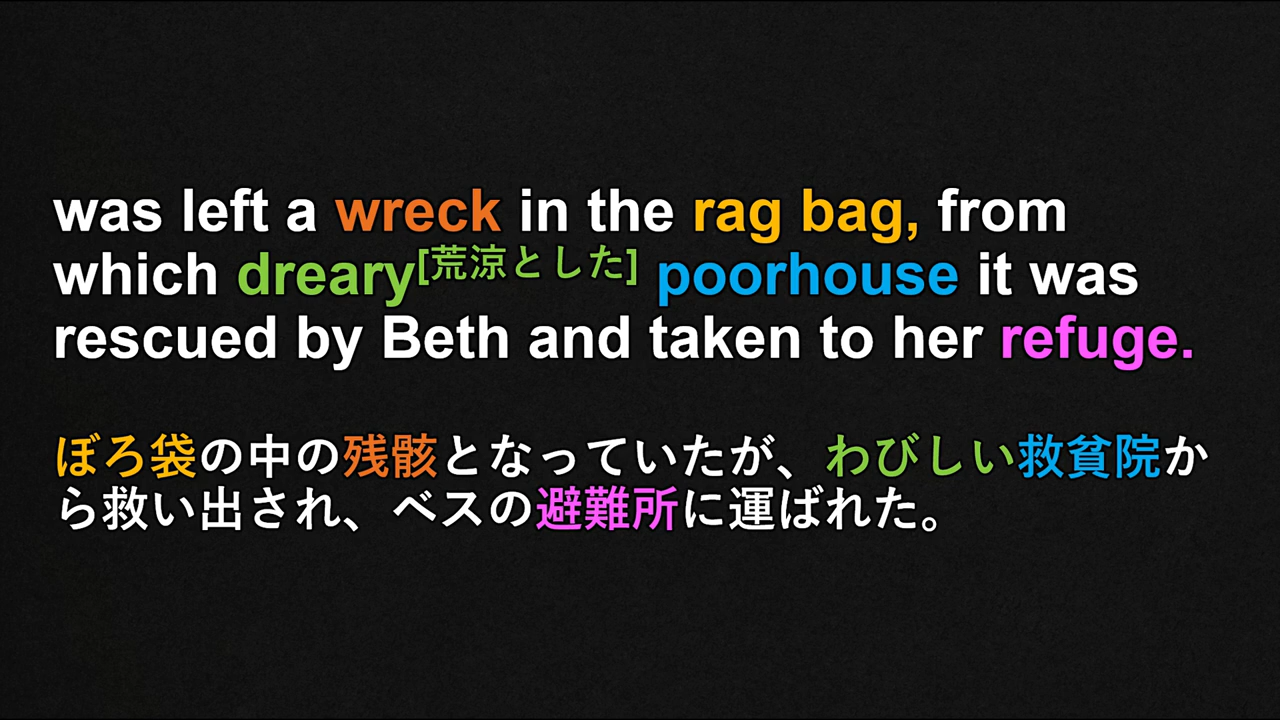 was left a wreck in the rag bag, from
which dreary[荒涼とした] poorhouse it was
rescued by Beth and taken to her refuge.
ぼろ袋の中の残骸となっていたが、わびしい救貧院か
ら救い出され、ベスの避難所に運ばれた。